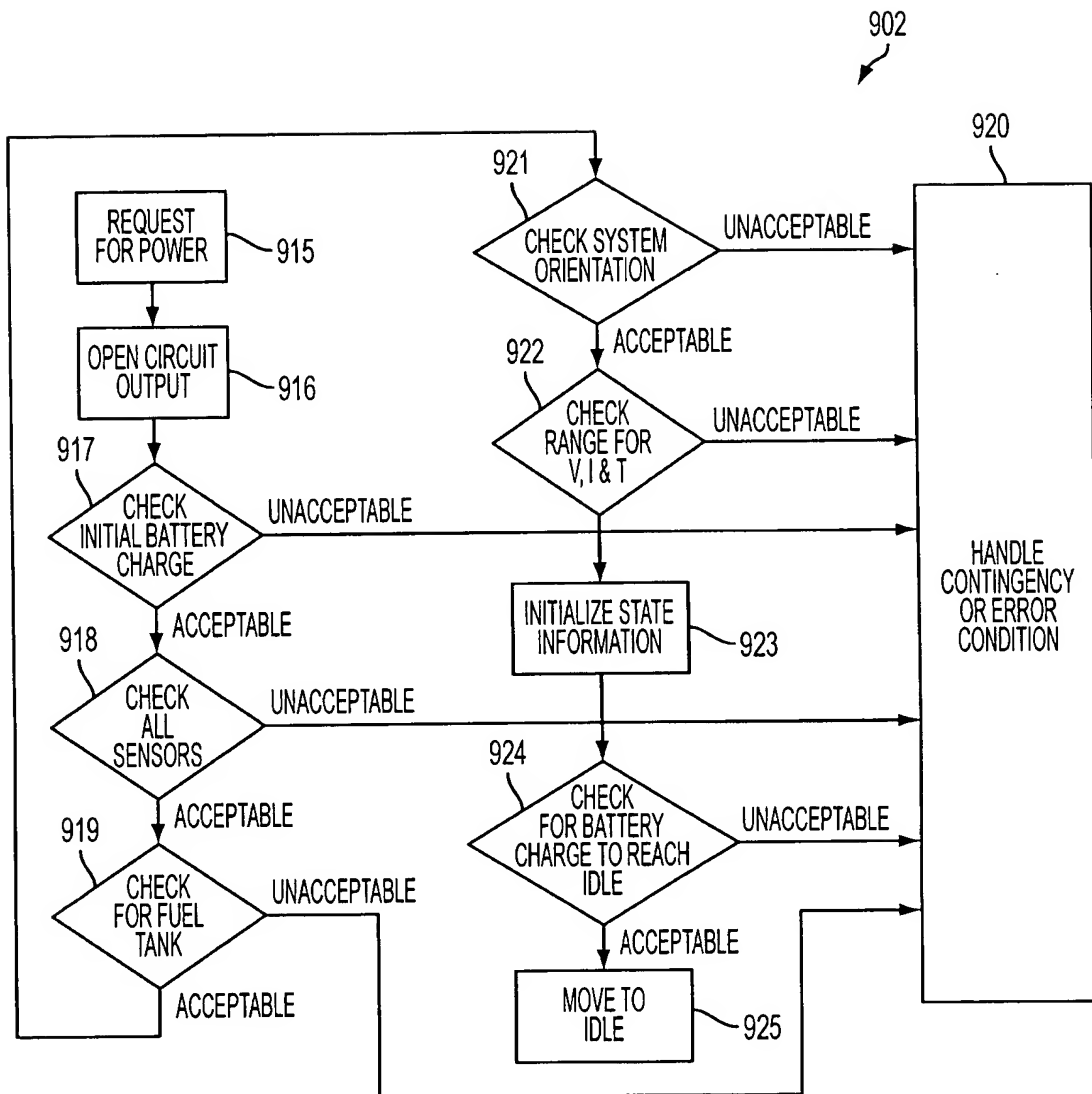 902
920
REQUEST
FOR POWER
915
OPEN CIRCUIT
OUTPUT
916
917
CHECK
INITIAL BATTERY
CHARGE
UNACCEPTABLE
ACCEPTABLE
918
CHECK
ALL
SENSORS
UNACCEPTABLE
ACCEPTABLE
919
CHECK
FOR FUEL
TANK
UNACCEPTABLE
ACCEPTABLE
921
CHECK SYSTEM
ORIENTATION
UNACCEPTABLE
ACCEPTABLE
922
CHECK
RANGE FOR
V, I & T
UNACCEPTABLE
INITIALIZE STATE
INFORMATION
923
924
CHECK
FOR BATTERY
CHARGE TO REACH
IDLE
UNACCEPTABLE
ACCEPTABLE
MOVE TO
IDLE
925
HANDLE
CONTINGENCY
OR ERROR
CONDITION